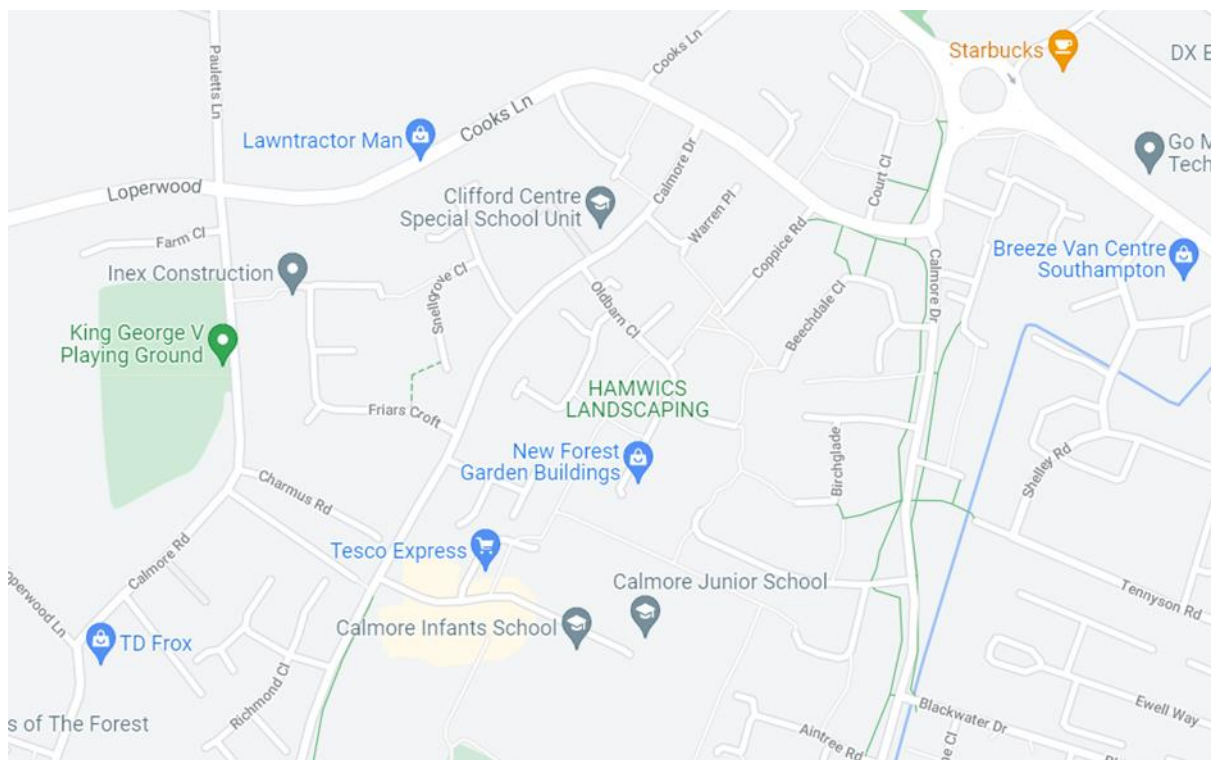 Pauletts Ln
Cooks Ln
Starbucks
DX E
Lawntractor Man
Cooks Ln
Go M
Tech
Loperwood
Clifford Centre
Special School Unit
Calmore Dr
Court Cl
Warren Pl
Farm Cl
Coppice Rd
Breeze Van Centre
Southampton
Inex Construction
Snellgrove Cl
Oldbarn Cl
Beechdale Cl
Calmore Dr
King George V
Playing Ground
HAMWICS
LANDSCAPING
Friars Croft
New Forest
Garden Buildings
Birchglade
Shelley Rd
Charmus Rd
Tesco Express
Calmore Rd
Calmore Junior School
Tennyson Rd
operwood Ln
TD Frox
Calmore Infants School
Richmond Cl
s of The Forest
Blackwater Dr
Ewell Way
Aintree Rd
ne Cl